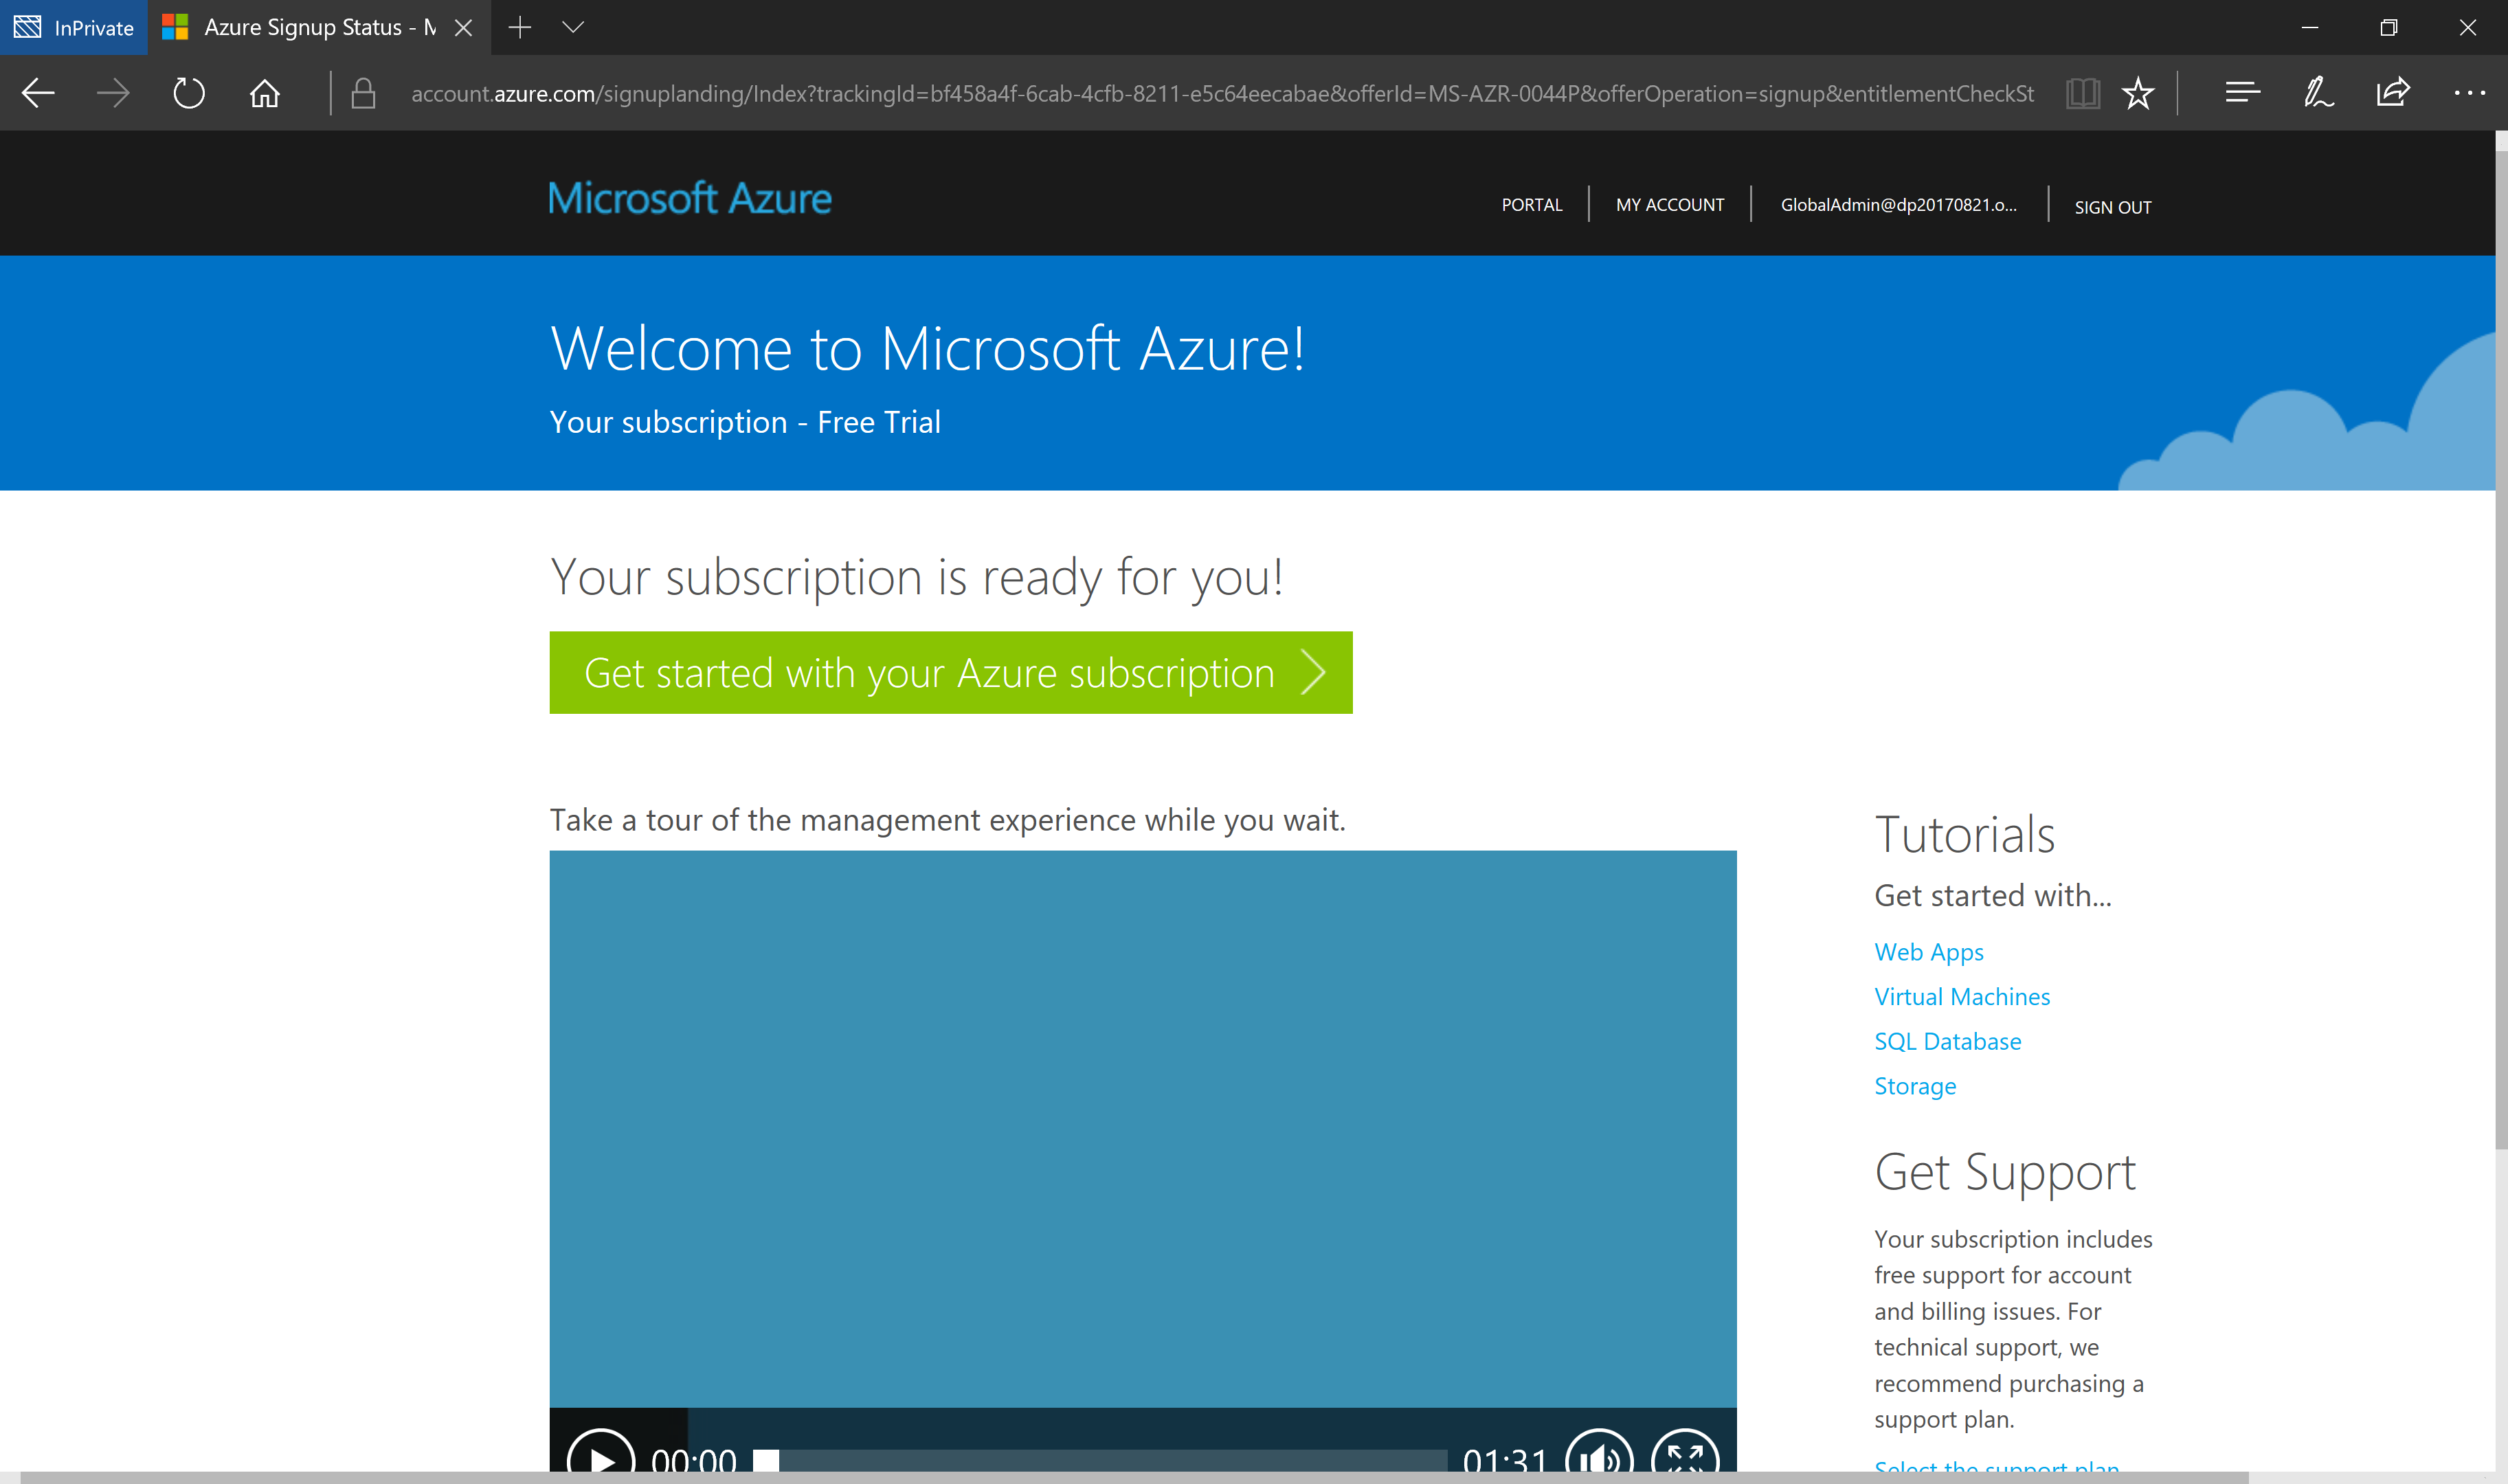 InPrivate
Azure Signup Status - M
account.azure.com/signuplanding/Index?trackingId=bf458a4f-6cab-4cfb-8211-e5c64eecabae&offerId=MS-AZR-0044P&offerOperation=signup&entitlementCheckSt
Microsoft Azure
PORTAL
MY ACCOUNT
GlobalAdmin@dp20170821.o...
SIGN OUT
Welcome to Microsoft Azure!
Your subscription - Free Trial
Your subscription is ready for you!
Get started with your Azure subscription
Take a tour of the management experience while you wait.
00:00
01:31
Tutorials
Get started with...
Web Apps
Virtual Machines
SQL Database
Storage
Get Support
Your subscription includes
free support for account
and billing issues. For
technical support, we
recommend purchasing a
support plan.
Select the support plan